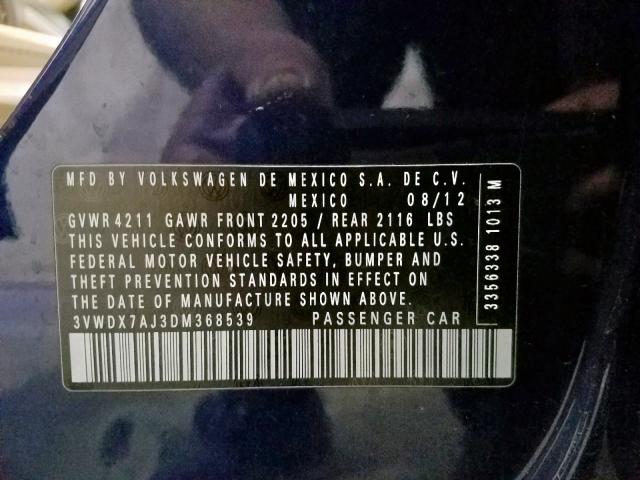 MFD BY VOLKSWAGEN DE MEXICO S.A. DE C.V.
MEXICO 08/12
GVWR 4211 GAWR FRONT 2205 / REAR 2116 LBS
THIS VEHICLE CONFORMS TO ALL APPLICABLE U.S.
FEDERAL MOTOR VEHICLE SAFETY, BUMPER AND
THEFT PREVENTION STANDARDS IN EFFECT ON
THE DATE OF MANUFACTURE SHOWN ABOVE.
3VWDX7AJ3DM368539 PASSENGER CAR
3356338 1013 M